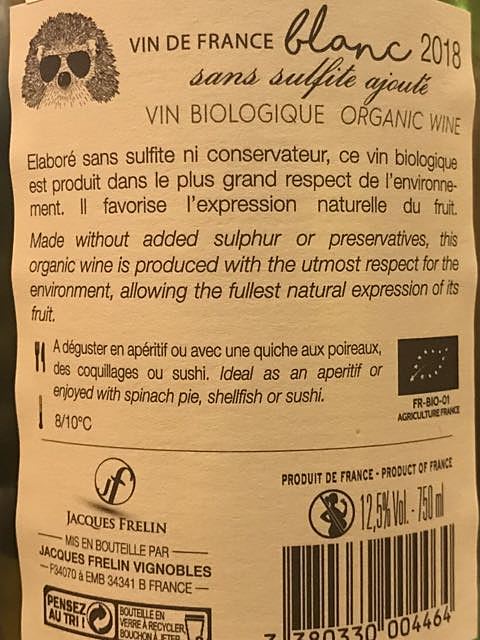 VIN DE FRANCE blanc 2018
sans sulfite ajouté
VIN BIOLOGIQUE ORGANIC WINE
Elaboré sans sulfite ni conservateur, ce vin biologique
est produit dans le plus grand respect de l'environne-
ment. Il favorise l'expression naturelle du fruit.
Made without added sulphur or preservatives, this
organic wine is produced with the utmost respect for the
environment, allowing the fullest natural expression of its
fruit.
A déguster en apéritif ou avec une quiche aux poireaux,
des coquillages ou sushi. Ideal as an aperitif or
enjoyed with spinach pie, shellfish or sushi.
8/10°C
FR-BIO-01
AGRICULTURE FRANCE
jf
JACQUES FRELIN
MIS EN BOUTEILLE PAR
JACQUES FRELIN VIGNOBLES
F34070 à EMB 34341 B FRANCE
PENSEZ
AU TRI !
BOUTEILLE EN
VERRE À RECYCLER
BOUCHON À JETER
PRODUIT DE FRANCE - PRODUCT OF FRANCE
12,5% Vol. - 750 ml
3 380330 004464